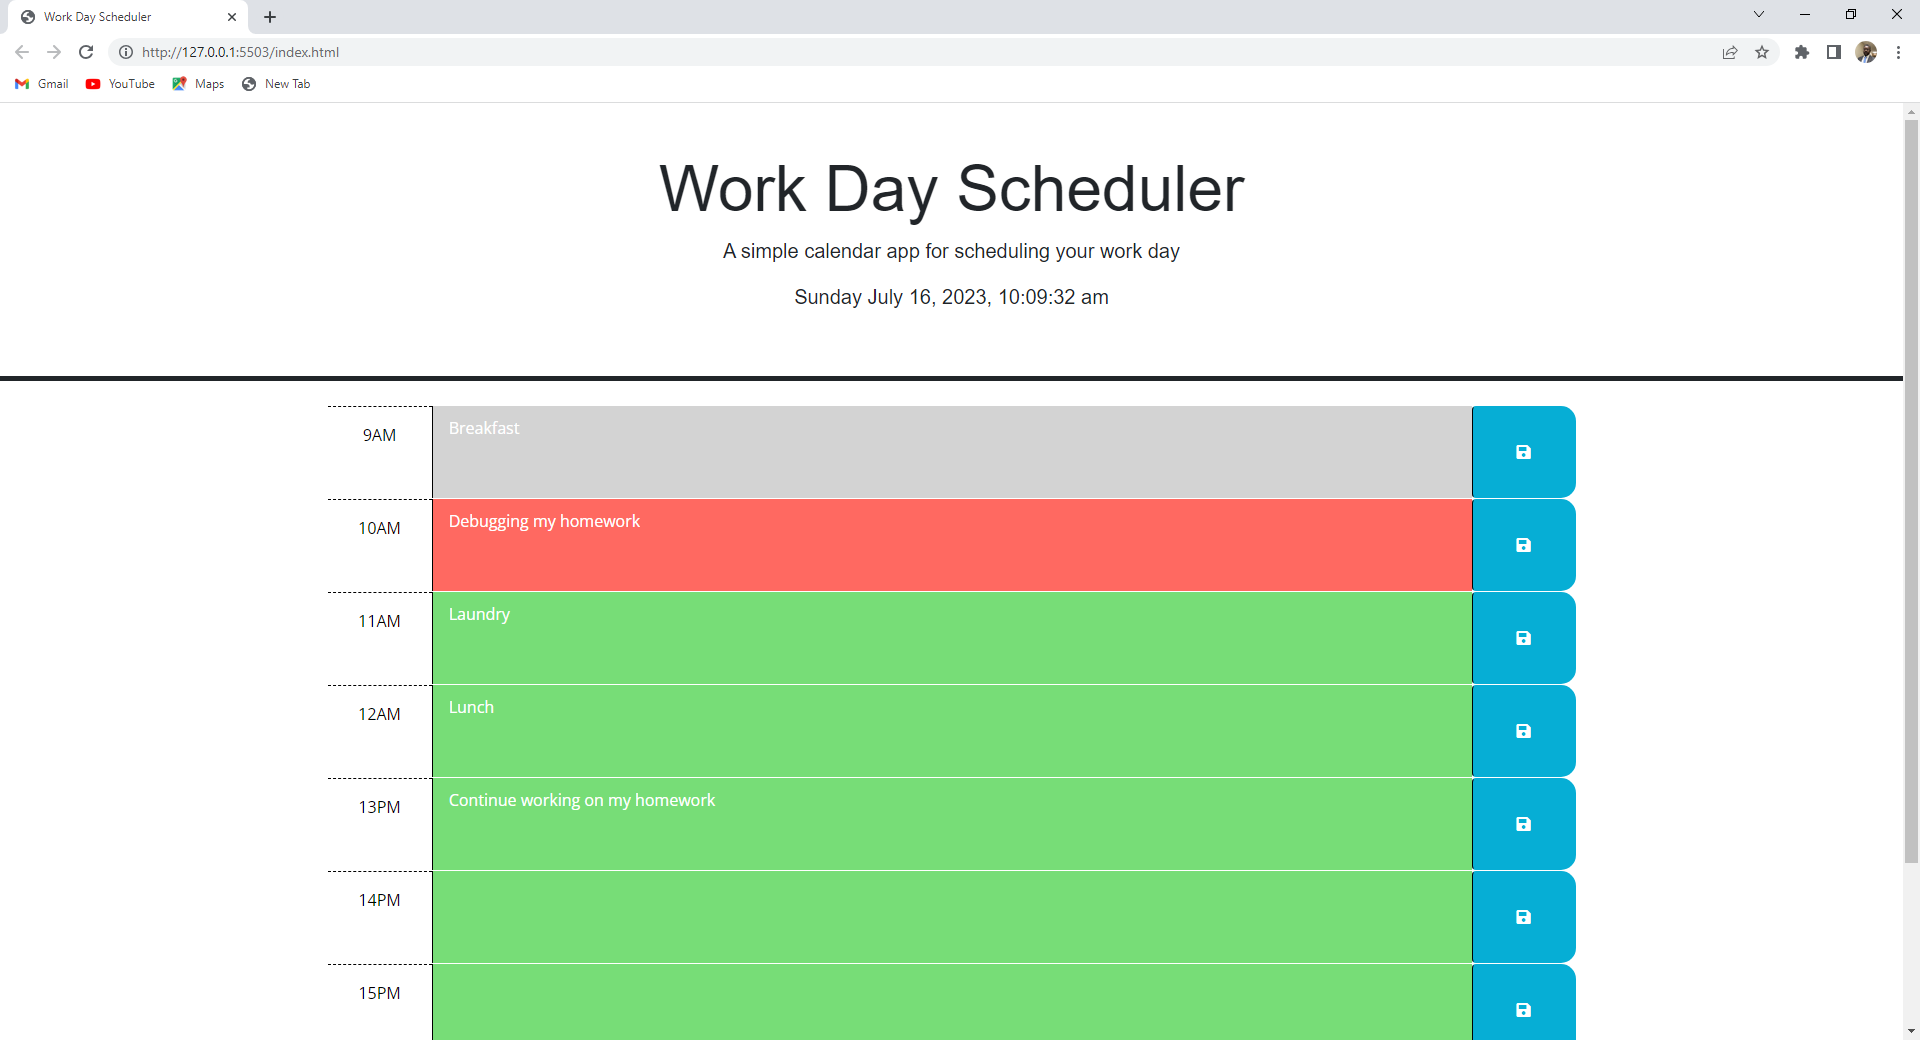 Work Day Scheduler
http://127.0.0.1:5503/index.html
Gmail YouTube Maps New Tab
Work Day Scheduler
A simple calendar app for scheduling your work day
Sunday July 16, 2023, 10:09:32 am
9AM Breakfast
10AM Debugging my homework
11AM Laundry
12AM Lunch
13PM Continue working on my homework
14PM
15PM